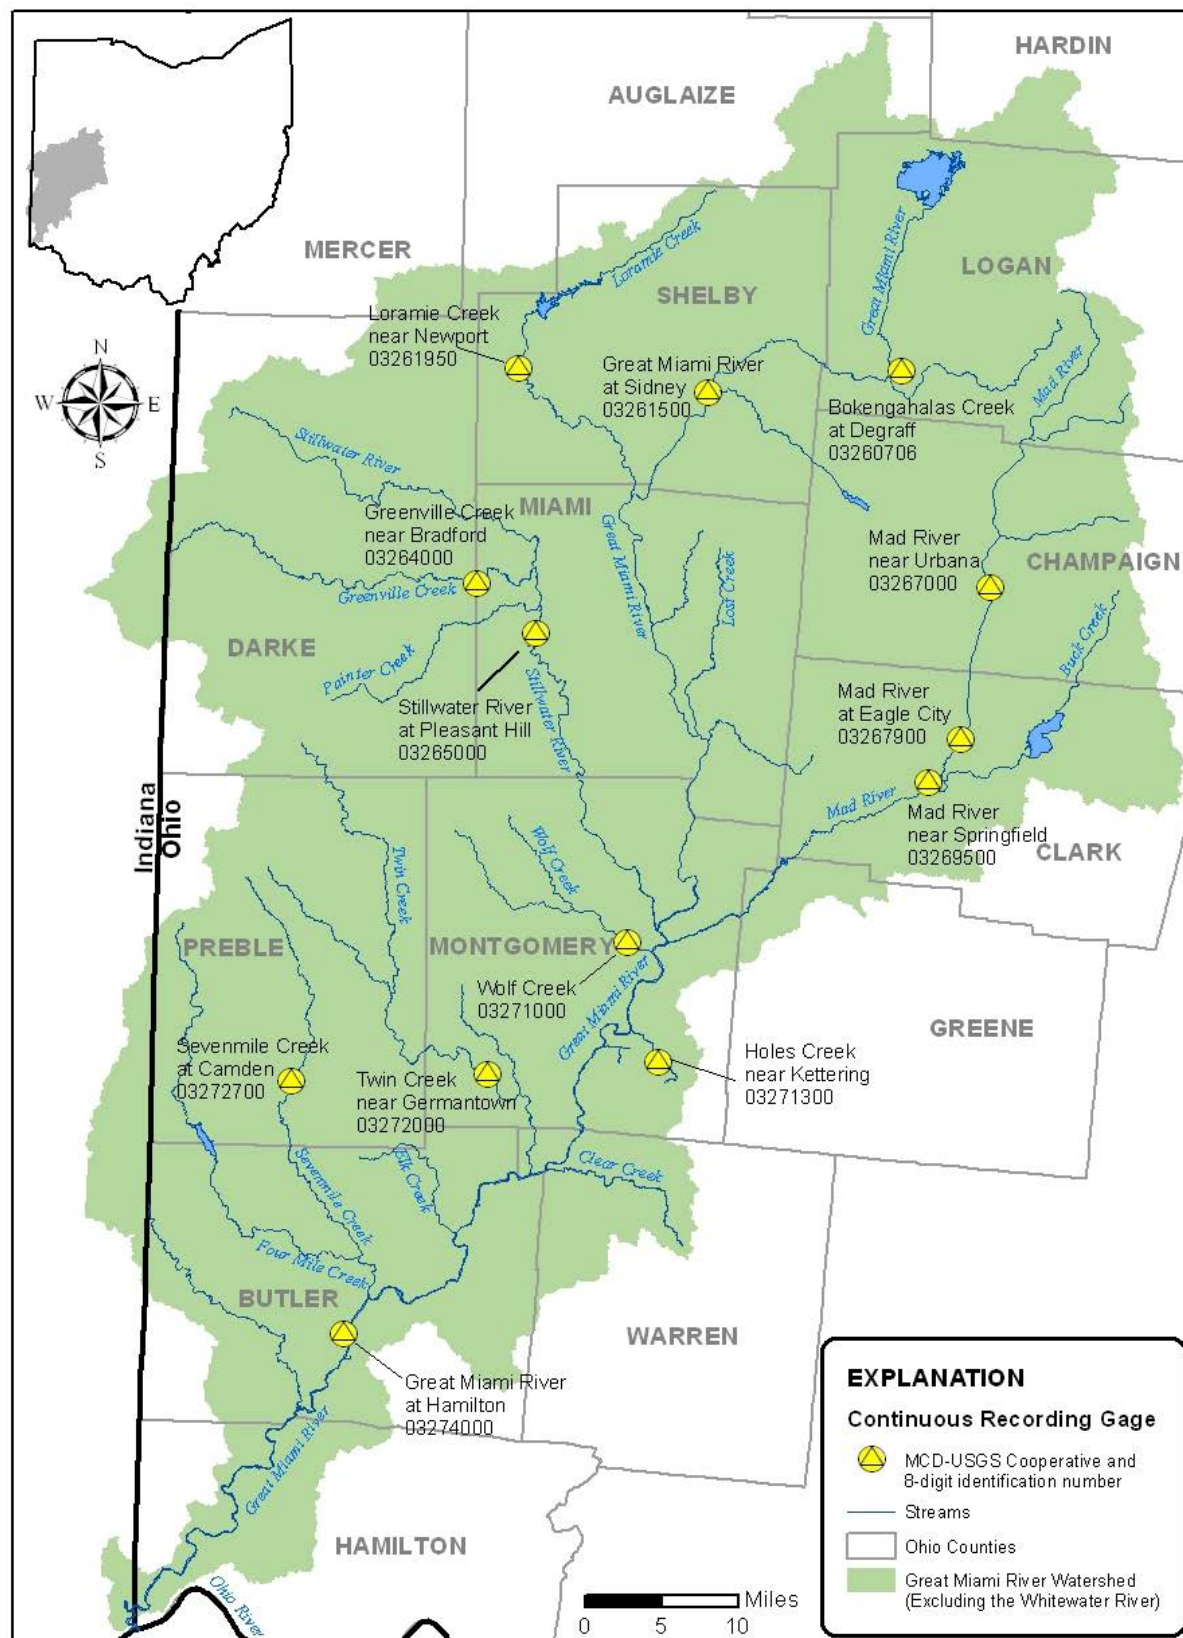 HARDIN
AUGLAIZE
MERCER
LOGAN
SHELBY
Loramie Creek
Great Miami River
Loramie Creek
near Newport
03261950
Great Miami River
at Sidney
03261500
Mad River
Bokengahalas Creek
at Degraff
03260706
N
W
E
S
Stillwater River
MIAMI
Greenville Creek
near Bradford
03264000
Great Miami River
Lost Creek
Mad River
near Urbana
03267000
CHAMPAIGN
Greenville Creek
DARKE
Painter Creek
Buck Creek
Stillwater River
at Pleasant Hill
03265000
Stillwater River
Mad River
at Eagle City
03267900
Indiana
Ohio
Mad River
Mad River
near Springfield
03269500
CLARK
Twin Creek
Wolf Creek
PREBLE
MONTGOMERY
Wolf Creek
03271000
Great Miami River
GREENE
Sevenmile Creek
at Camden
03272700
Twin Creek
near Germantown
03272000
Holes Creek
near Kettering
03271300
Elk Creek
Clear Creek
Sevenmile Creek
Four Mile Creek
BUTLER
WARREN
Great Miami River
at Hamilton
03274000
Great Miami River
HAMILTON
Ohio River
Miles
0 5 10
EXPLANATION
Continuous Recording Gage
MCD-USGS Cooperative and
8-digit identification number
Streams
Ohio Counties
Great Miami River Watershed
(Excluding the Whitewater River)